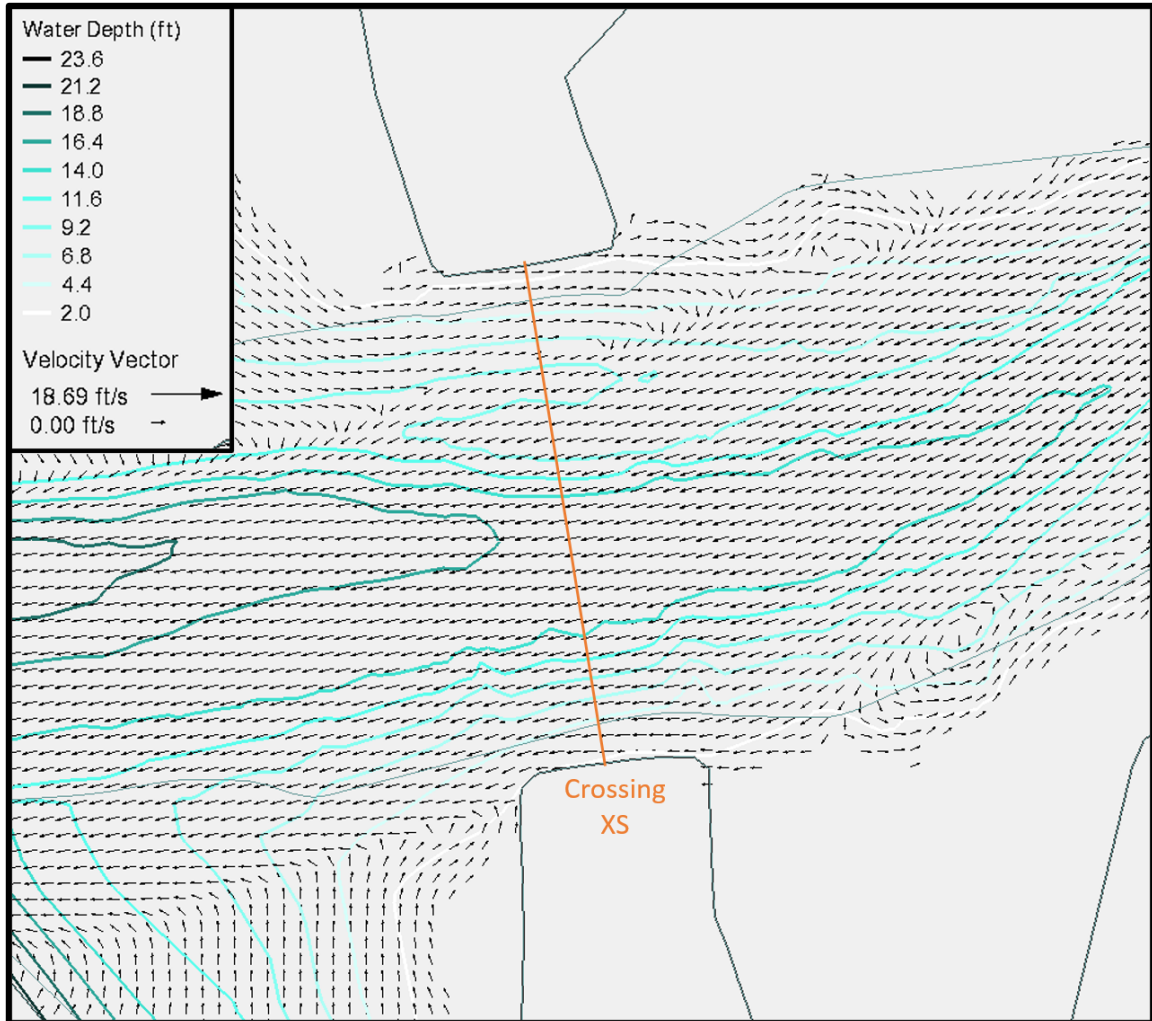 Water Depth (ft)
23.6
21.2
18.8
16.4
14.0
11.6
9.2
6.8
4.4
2.0
Velocity Vector
18.69 ft/s
0.00 ft/s
Crossing
XS